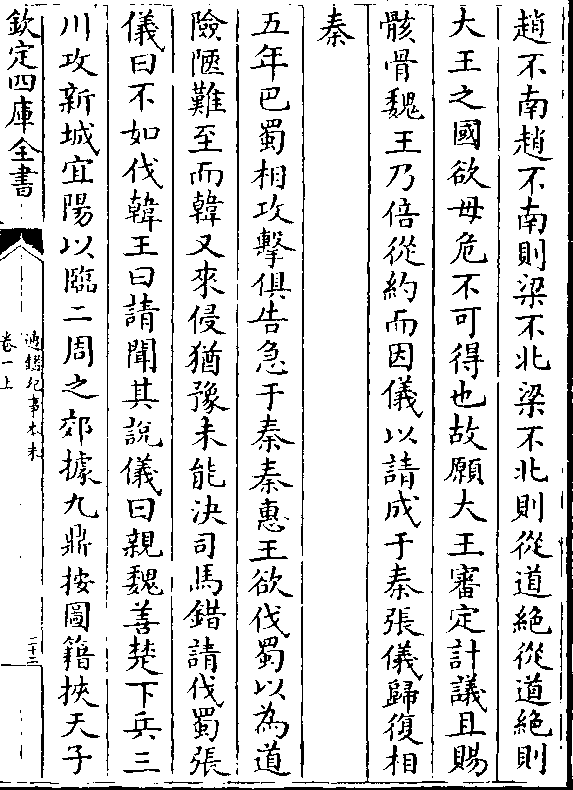 趙不南趙不南則梁不北梁不北則從道絶從道絶則
大王之國欲毋危不可得也故願大王審定計議且賜
骸骨魏王乃倍從約而因儀以請成于秦張儀歸復相
秦
五年巴蜀相攻擊俱告急于秦秦惠王欲伐蜀以為道
險陿難至而韓又來侵猶豫未能決司馬錯請伐蜀張
儀曰不如伐韓王曰請聞其說儀曰親魏善楚下兵三
川攻新城宜陽以臨二周之郊據九鼎按圖籍挾天子
欽定四庫全書
通鑑紀事本末
卷一上
二十二